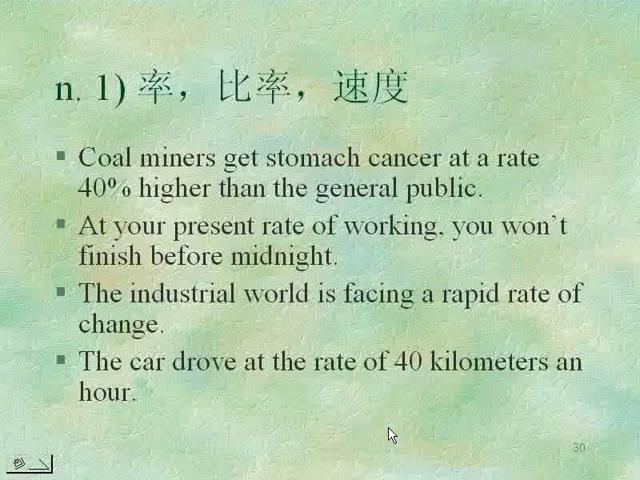 n. 1) 率，比率，速度
▪ Coal miners get stomach cancer at a rate
40% higher than the general public.
▪ At your present rate of working, you won't
finish before midnight.
▪ The industrial world is facing a rapid rate of
change.
▪ The car drove at the rate of 40 kilometers an
hour.
30